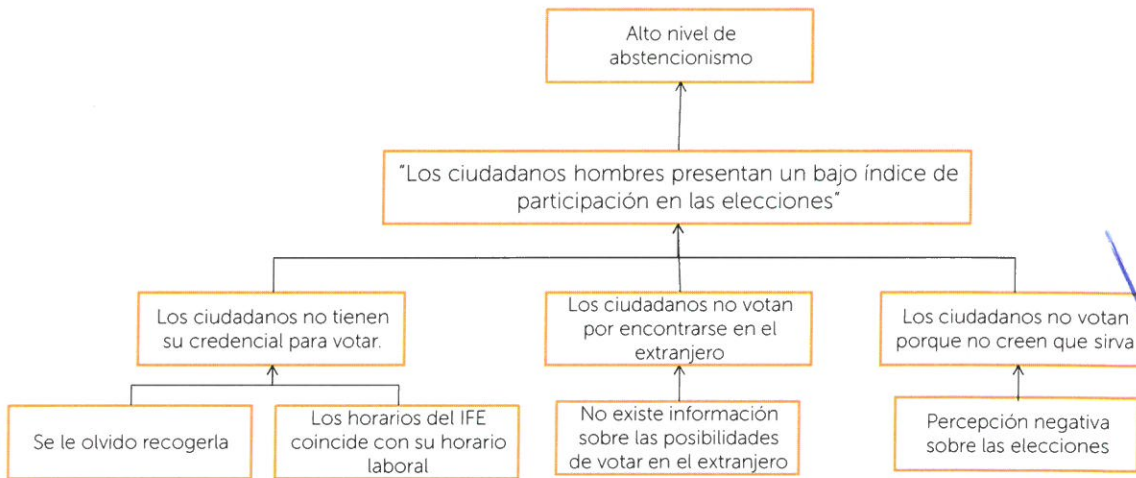 Alto nivel de
abstencionismo
"Los ciudadanos hombres presentan un bajo índice de
participación en las elecciones"
Los ciudadanos no tienen
su credencial para votar.
Los ciudadanos no votan
por encontrarse en el
extranjero
Los ciudadanos no votan
porque no creen que sirva
Se le olvido recogerla
Los horarios del IFE
coincide con su horario
laboral
No existe información
sobre las posibilidades
de votar en el extranjero
Percepción negativa
sobre las elecciones